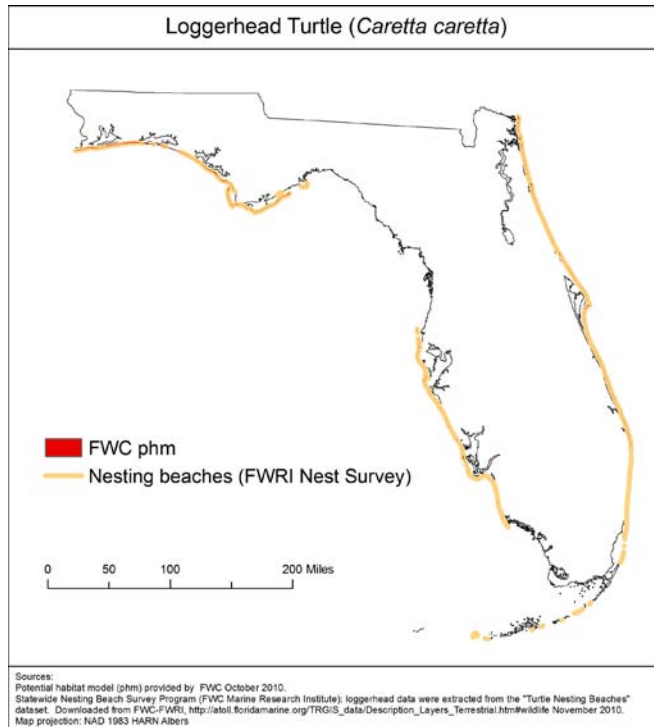 Loggerhead Turtle (Caretta caretta)
FWC phm
Nesting beaches (FWRI Nest Survey)
0 50 100 200 Miles
Sources:
Potential habitat model (phm) provided by FWC October 2010.
Statewide Nesting Beach Survey Program (FWC Marine Research Institute); loggerhead data were extracted from the "Turtle Nesting Beaches"
dataset. Downloaded from FWC-FWRI, http://atoll.floridamarine.org/TRGIS_data/Description_Layers_Terrestrial.htm#wildlife November 2010.
Map projection: NAD 1983 HARN Albers